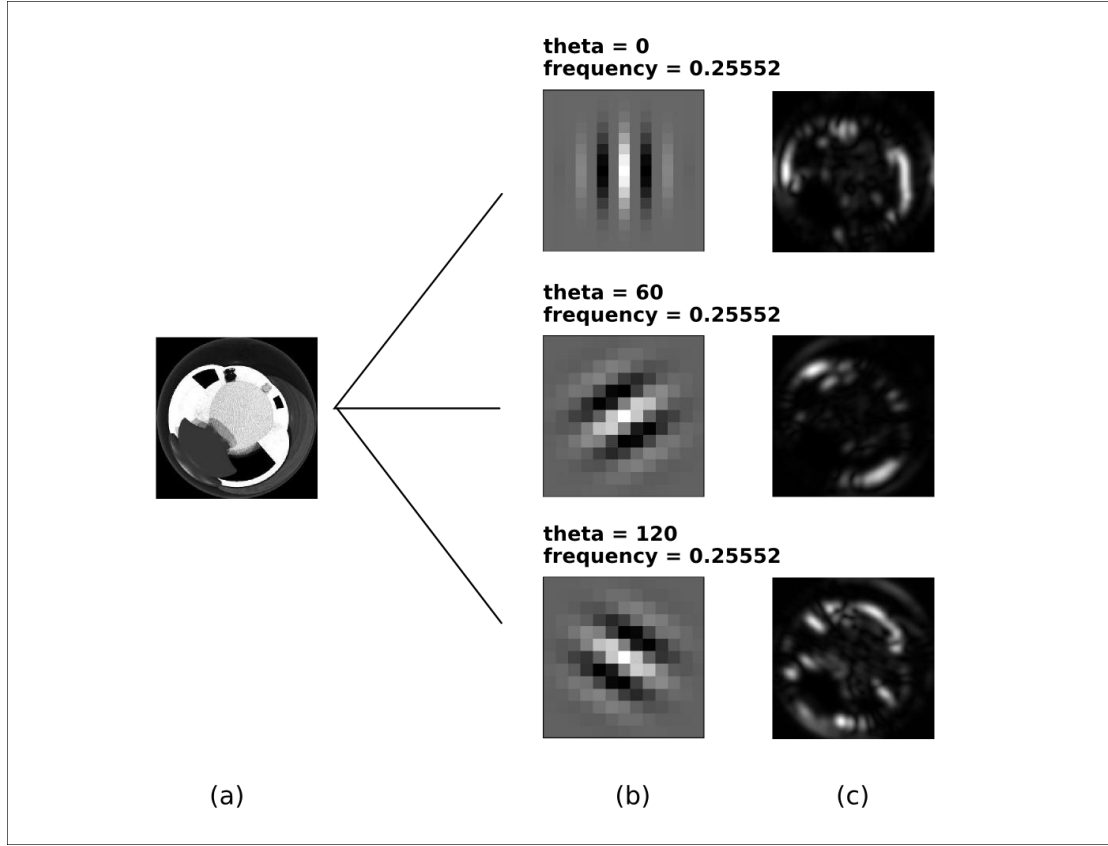 theta = 0
frequency = 0.25552
theta = 60
frequency = 0.25552
theta = 120
frequency = 0.25552
(a)
(b)
(c)